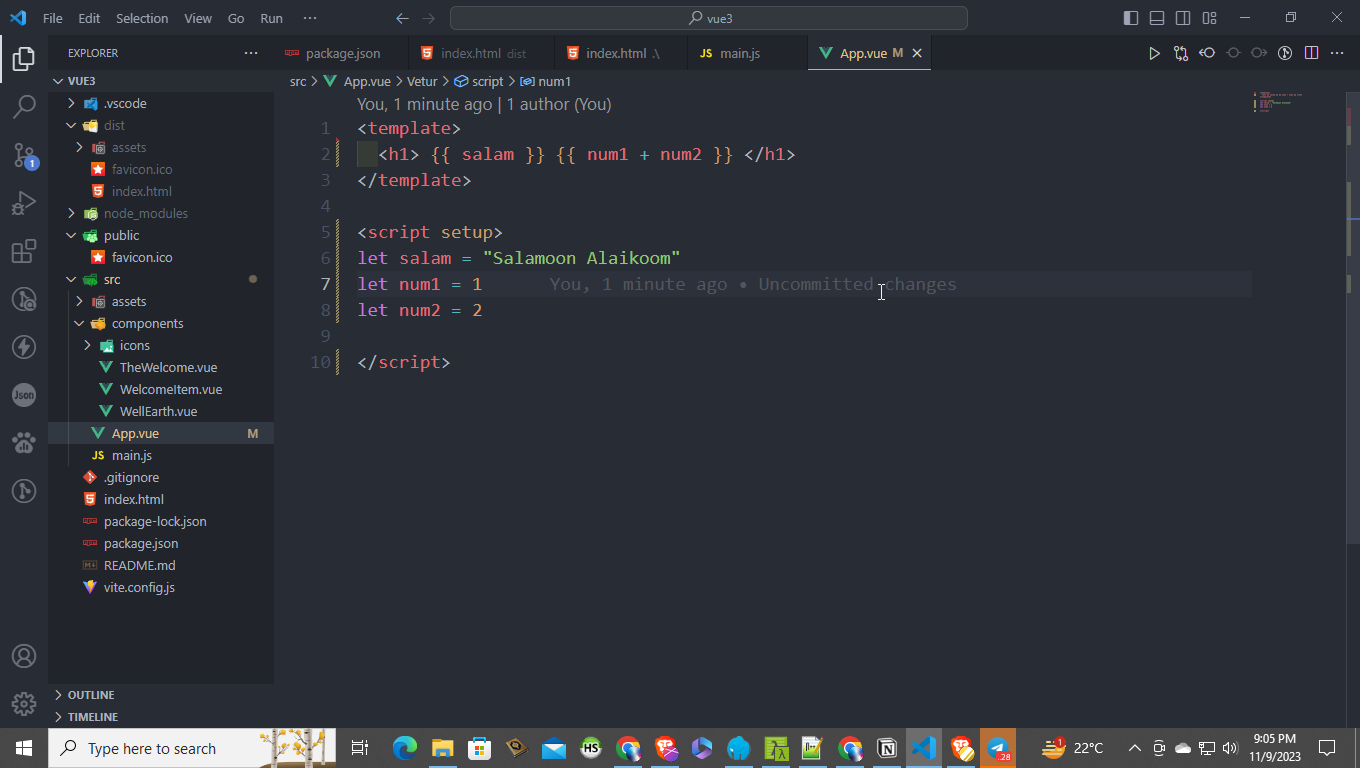 File Edit Selection View Go Run ···
vue3
EXPLORER
package.json
index.html dist
index.html .\
JS main.js
App.vue M
VUE3
src > App.vue > Vetur > script > num1
.vscode
dist
assets
favicon.ico
index.html
node_modules
public
favicon.ico
src
assets
components
icons
TheWelcome.vue
WelcomeItem.vue
WellEarth.vue
App.vue M
JS main.js
.gitignore
index.html
package-lock.json
package.json
README.md
vite.config.js
OUTLINE
TIMELINE
1
Json
You, 1 minute ago | 1 author (You)
1 <template>
2 <h1> {{ salam }} {{ num1 + num2 }} </h1>
3 </template>
4
5 <script setup>
6 let salam = "Salamoon Alaikoom"
7 let num1 = 1 You, 1 minute ago • Uncommitted changes
8 let num2 = 2
9
10 </script>
Type here to search
HS
..28
1
22°C
9:05 PM
11/9/2023